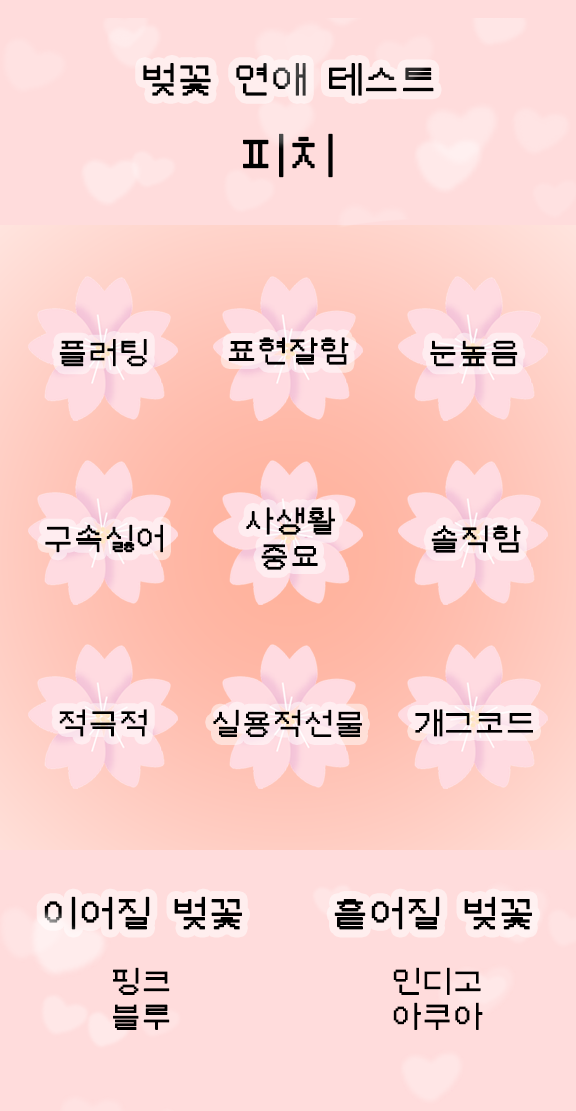 벚꽃 연애 테스트
피치
플러팅 표현잘함 눈높음
구속싫어 사생활 중요 솔직함
적극적 실용적선물 개그코드
이어질 벚꽃 흩어질 벚꽃
핑크 인디고
블루 아쿠아